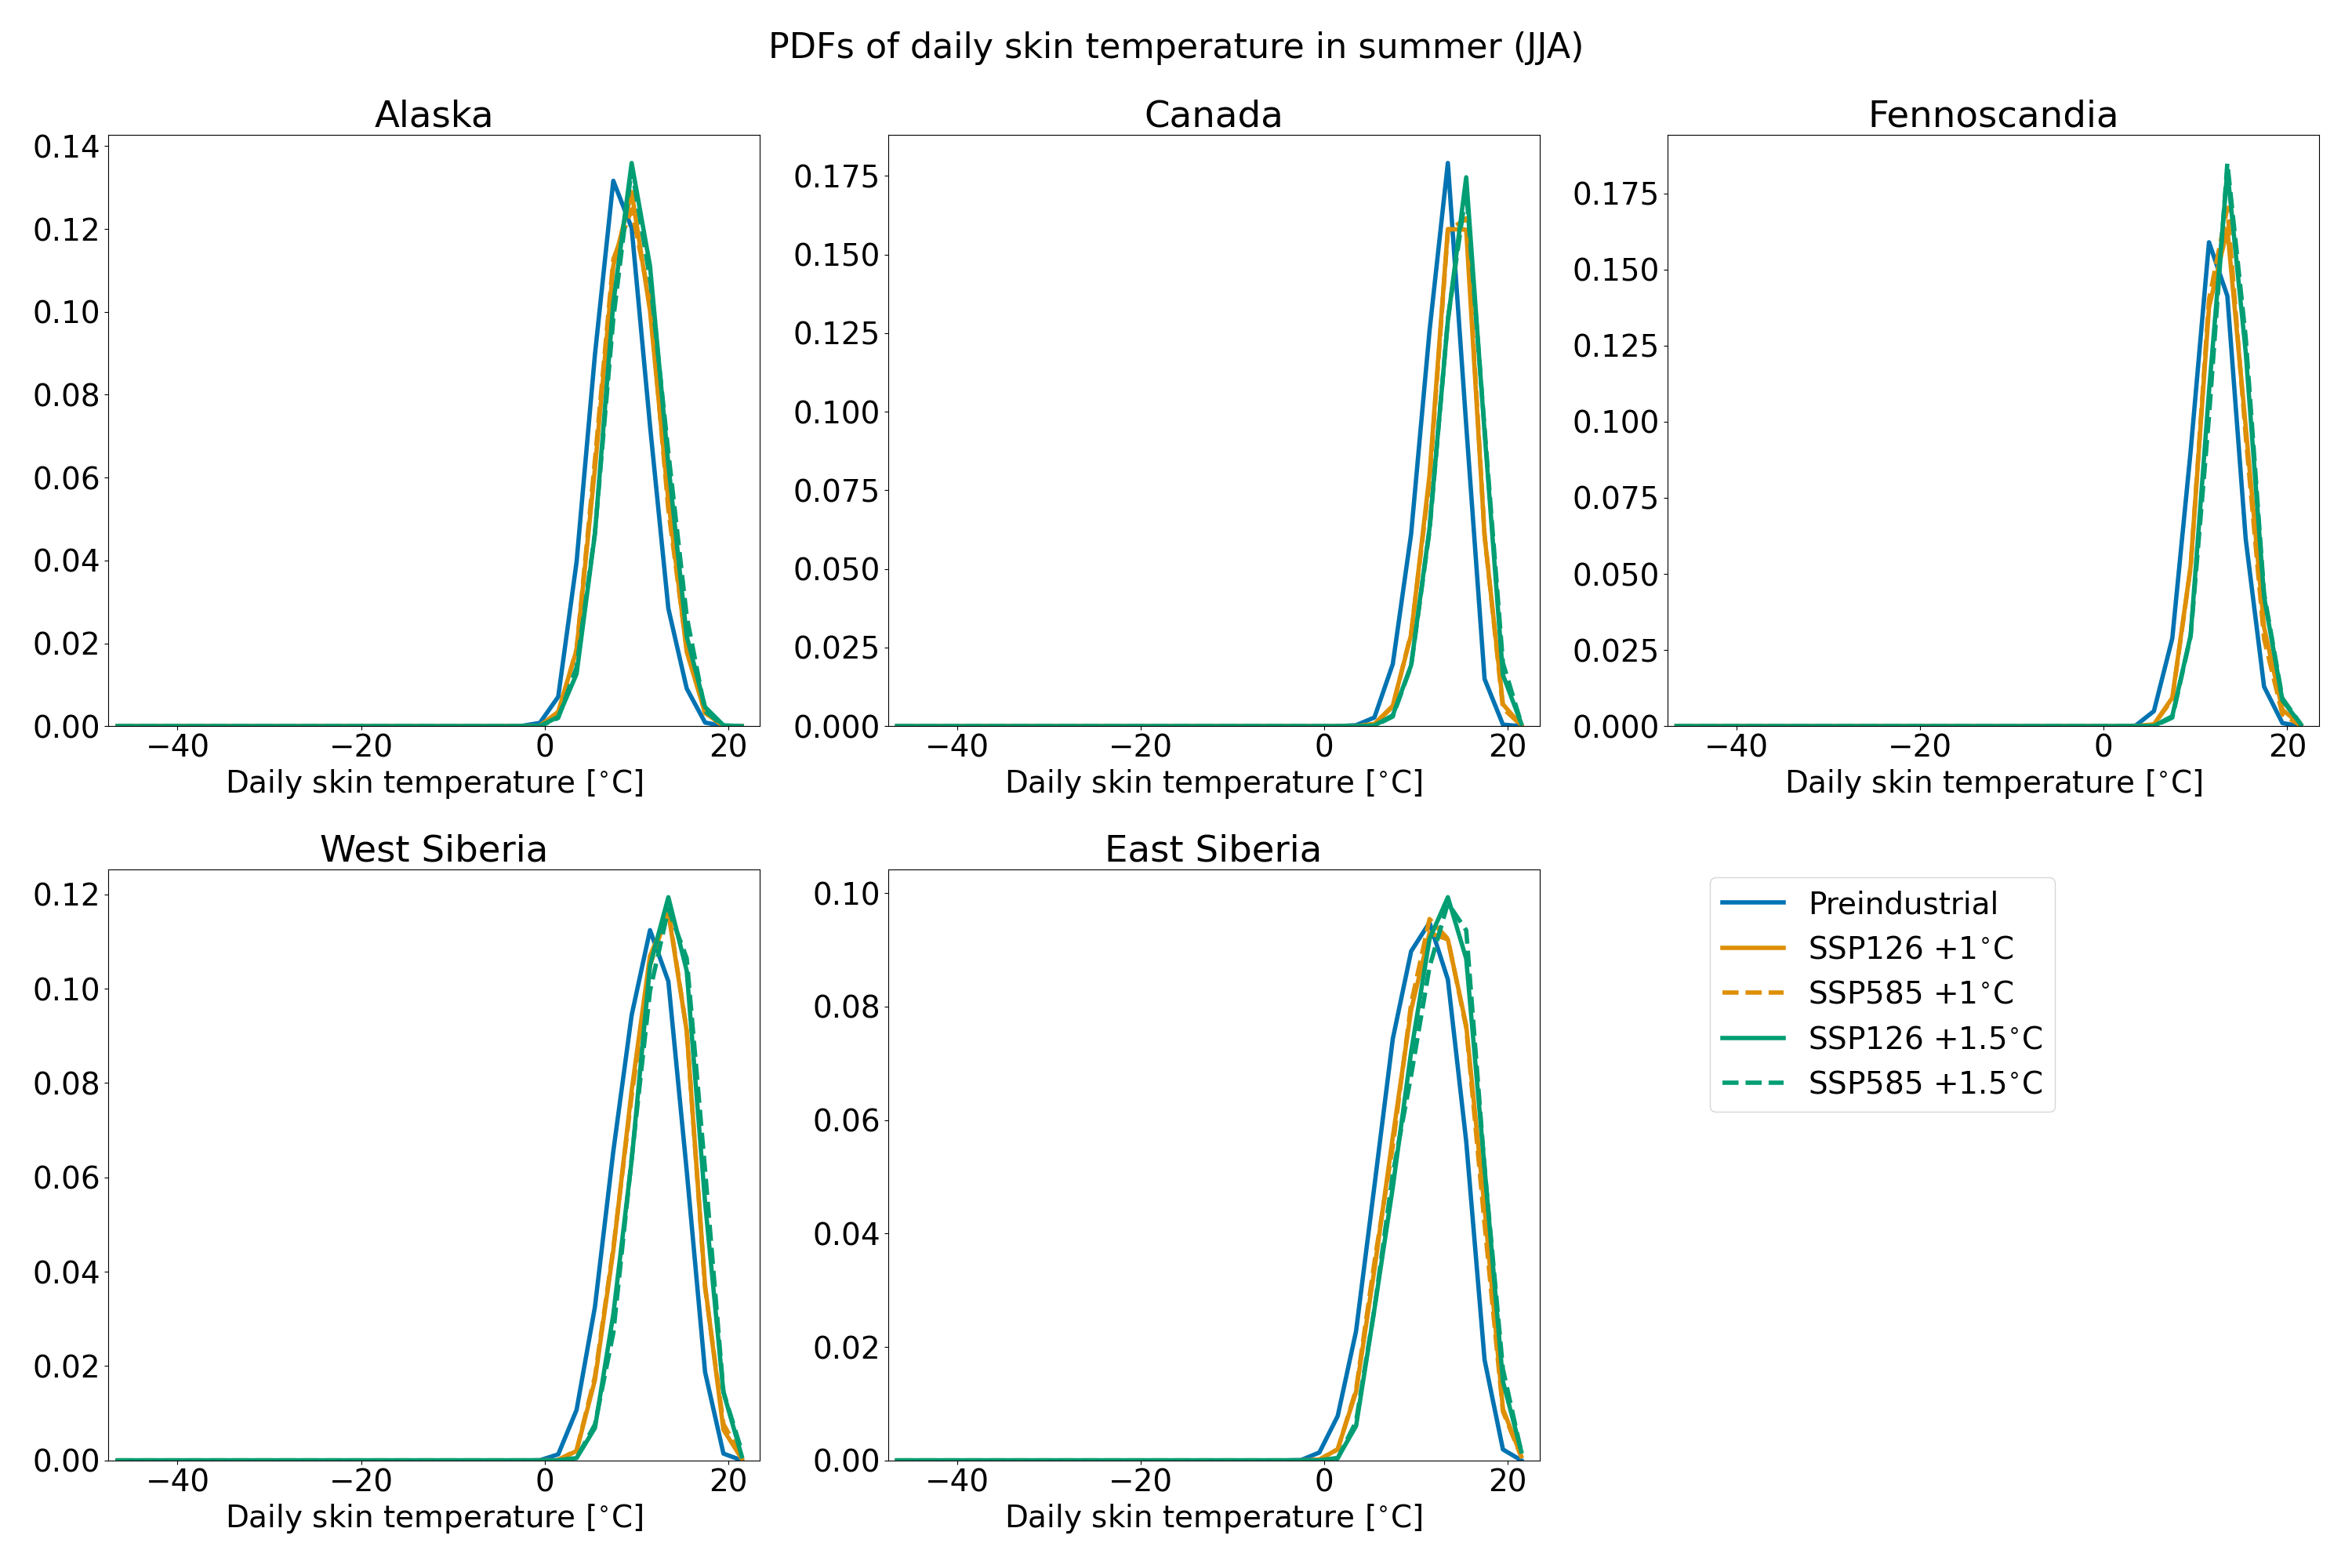 PDFs of daily skin temperature in summer (JJA)
Alaska
0.14
0.12
0.10
0.08
0.06
0.04
0.02
0.00
−40 −20 0 20
Daily skin temperature [°C]
Canada
0.175
0.150
0.125
0.100
0.075
0.050
0.025
0.000
−40 −20 0 20
Daily skin temperature [°C]
Fennoscandia
0.175
0.150
0.125
0.100
0.075
0.050
0.025
0.000
−40 −20 0 20
Daily skin temperature [°C]
West Siberia
0.12
0.10
0.08
0.06
0.04
0.02
0.00
−40 −20 0 20
Daily skin temperature [°C]
East Siberia
0.10
0.08
0.06
0.04
0.02
0.00
−40 −20 0 20
Daily skin temperature [°C]
Preindustrial
SSP126 +1°C
SSP585 +1°C
SSP126 +1.5°C
SSP585 +1.5°C